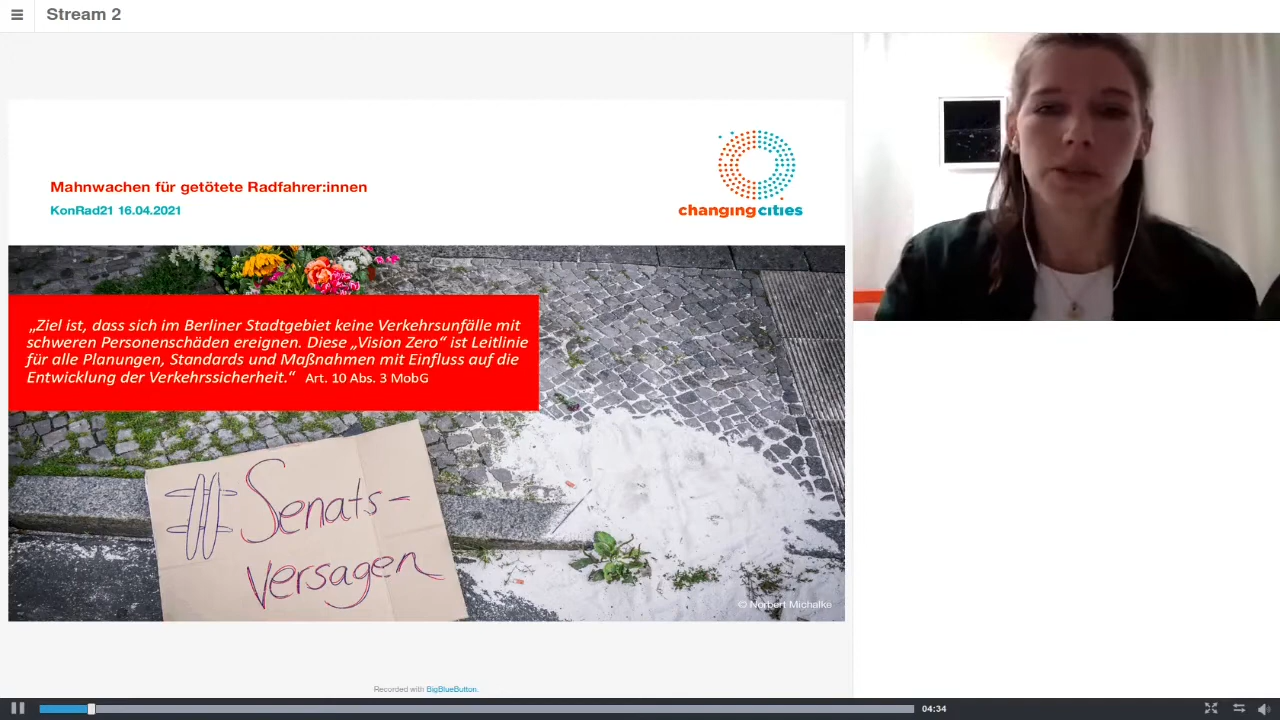 Stream 2
Mahnwachen für getötete Radfahrer:innen
KonRad21 16.04.2021
changing cities
„Ziel ist, dass sich im Berliner Stadtgebiet keine Verkehrsunfälle mit
schweren Personenschäden ereignen. Diese „Vision Zero“ ist Leitlinie
für alle Planungen, Standards und Maßnahmen mit Einfluss auf die
Entwicklung der Verkehrssicherheit.“ Art. 10 Abs. 3 MobG
#Senats-
versagen
© Norbert Michalke
Recorded with BigBlueButton.
04:34